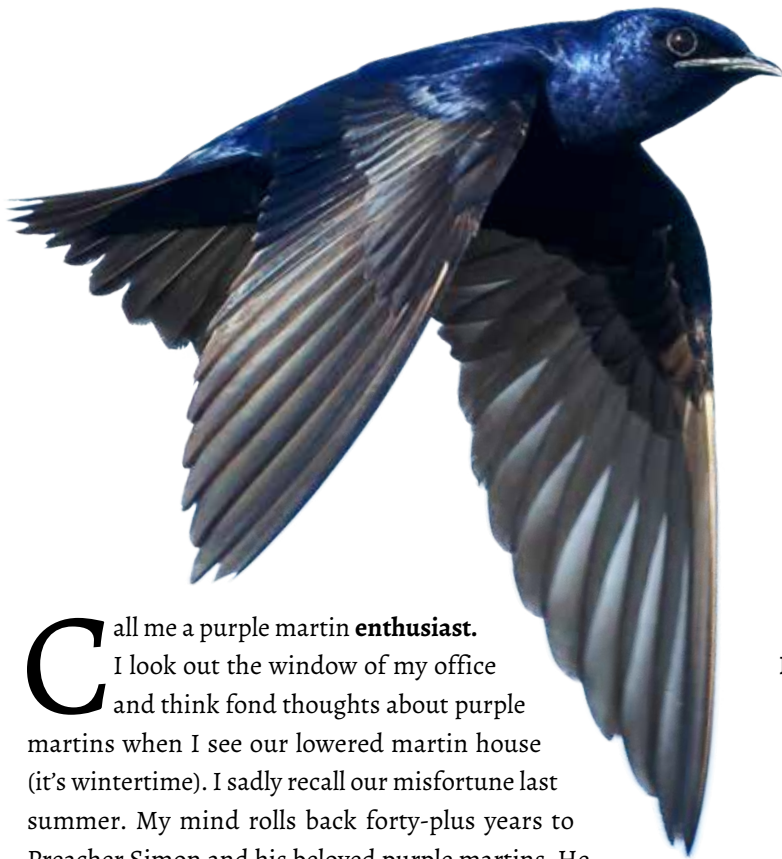 Call me a purple martin enthusiast.
I look out the window of my office
and think fond thoughts about purple
martins when I see our lowered martin house
(it's wintertime). I sadly recall our misfortune last
summer. My mind rolls back forty-plus years to
Preacher Simon and his beloved purple martins. He